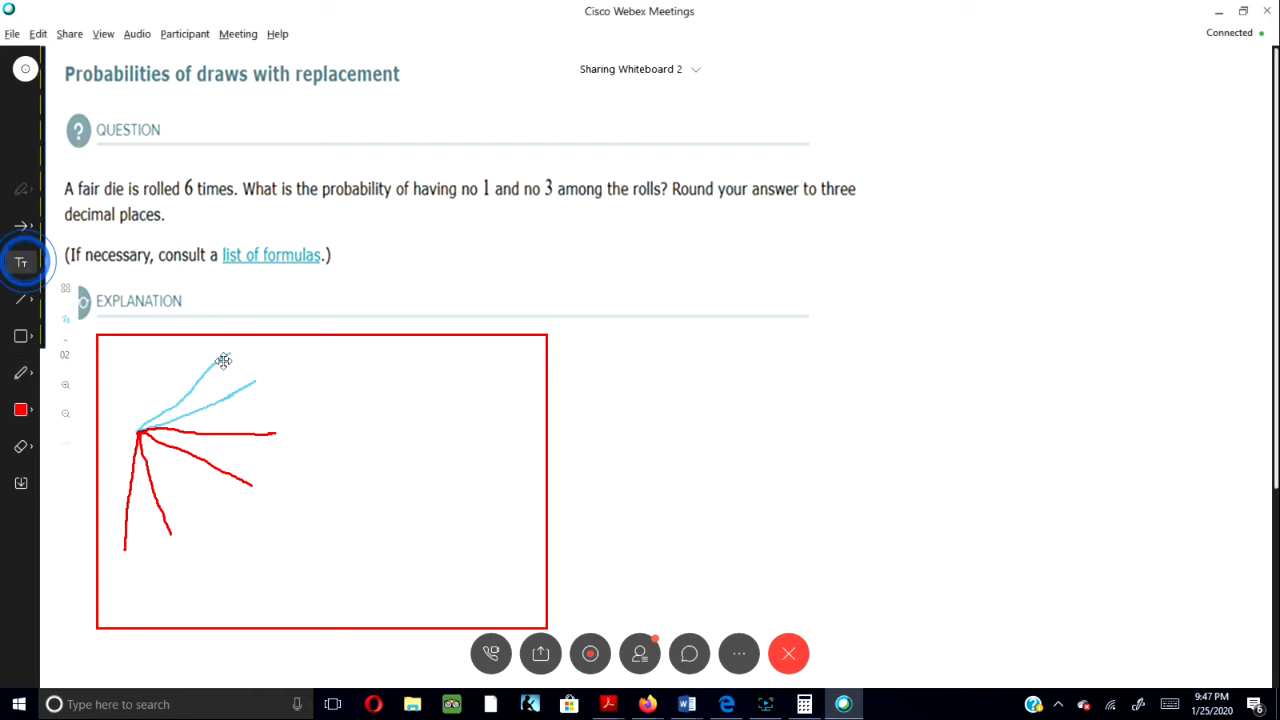 Cisco Webex Meetings
File Edit Share View Audio Participant Meeting Help
Connected
Sharing Whiteboard 2
Probabilities of draws with replacement
? QUESTION
A fair die is rolled 6 times. What is the probability of having no 1 and no 3 among the rolls? Round your answer to three
decimal places.
(If necessary, consult a list of formulas.)
EXPLANATION
02
Type here to search
9:47 PM
1/25/2020
6